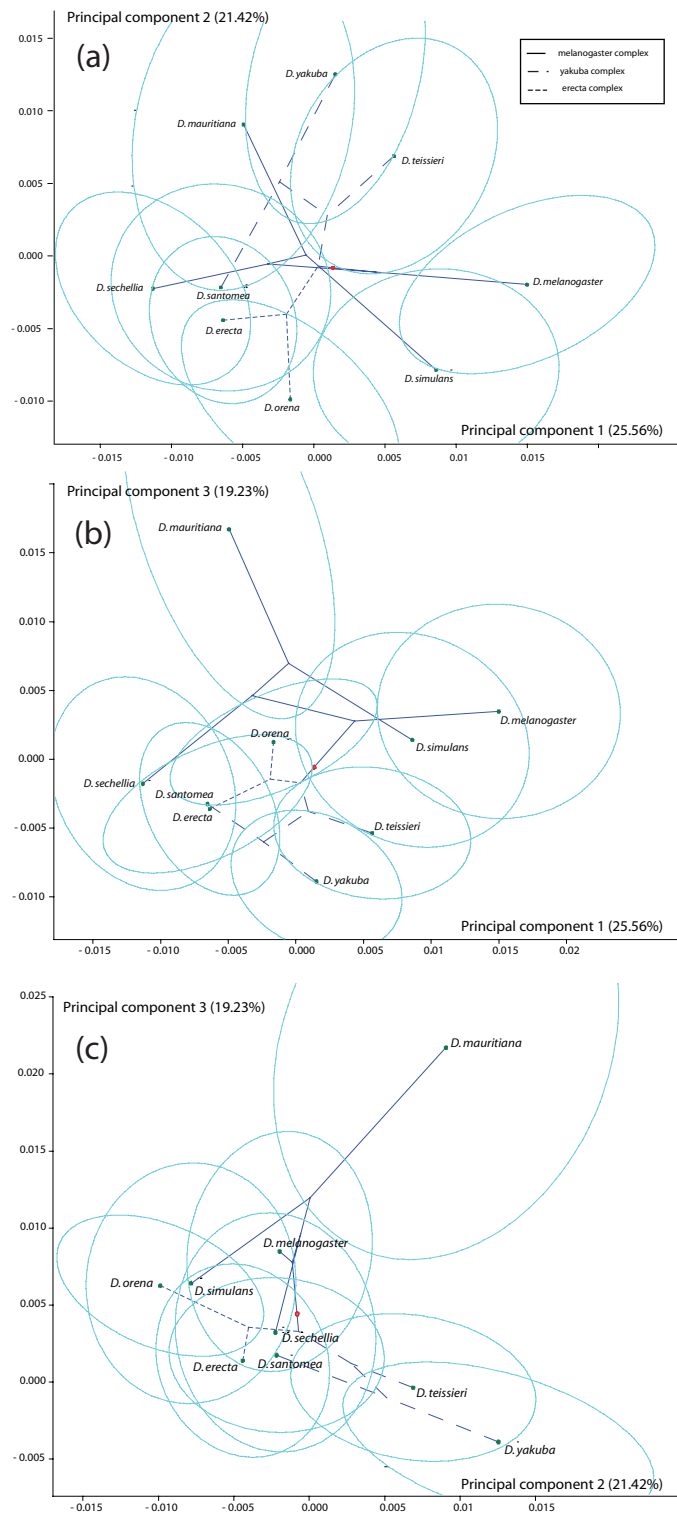 Principal component 2 (21.42%)
(a)
melanogaster complex
yakuba complex
erecta complex
0.015
0.010
0.005
0.000
- 0.005
- 0.010
D. yakuba
D. mauritiana
D. teissieri
D. sechellia
D. santomea
D. melanogaster
D. erecta
D. simulans
D. orena
Principal component 1 (25.56%)
- 0.015 - 0.010 - 0.005 0.000 0.005 0.01 0.015
Principal component 3 (19.23%)
(b)
0.015
0.010
0.005
0.000
- 0.005
- 0.010
D. mauritiana
D. orena
D. melanogaster
D. simulans
D. sechellia
D. santomea
D. erecta
D. teissieri
D. yakuba
Principal component 1 (25.56%)
- 0.015 - 0.010 - 0.005 0.000 0.005 0.01 0.015 0.02
Principal component 3 (19.23%)
(c)
0.025
0.020
0.015
0.010
0.005
0.000
-0.005
D. mauritiana
D. melanogaster
D. orena
D. simulans
D. sechellia
D. erecta
D. santomea
D. teissieri
D. yakuba
Principal component 2 (21.42%)
- 0.015 - 0.010 - 0.005 0.000 0.005 0.01 0.015